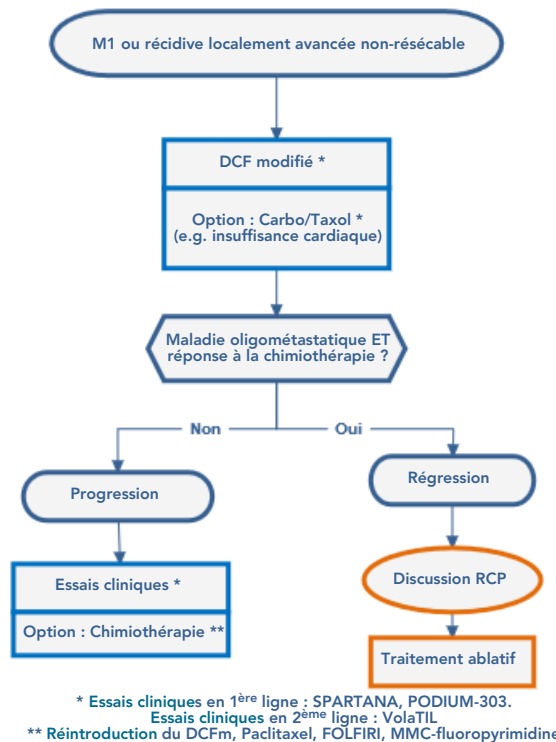 M1 ou récidive localement avancée non-résécable
DCF modifié *
Option : Carbo/Taxol *
(e.g. insuffisance cardiaque)
Maladie oligométastatique ET
réponse à la chimiothérapie ?
Non
Oui
Progression
Régression
Essais cliniques *
Option : Chimiothérapie **
Discussion RCP
Traitement ablatif
* Essais cliniques en 1ère ligne : SPARTANA, PODIUM-303.
Essais cliniques en 2ème ligne : VolaTIL
** Réintroduction du DCFm, Paclitaxel, FOLFIRI, MMC-fluoropyrimidine